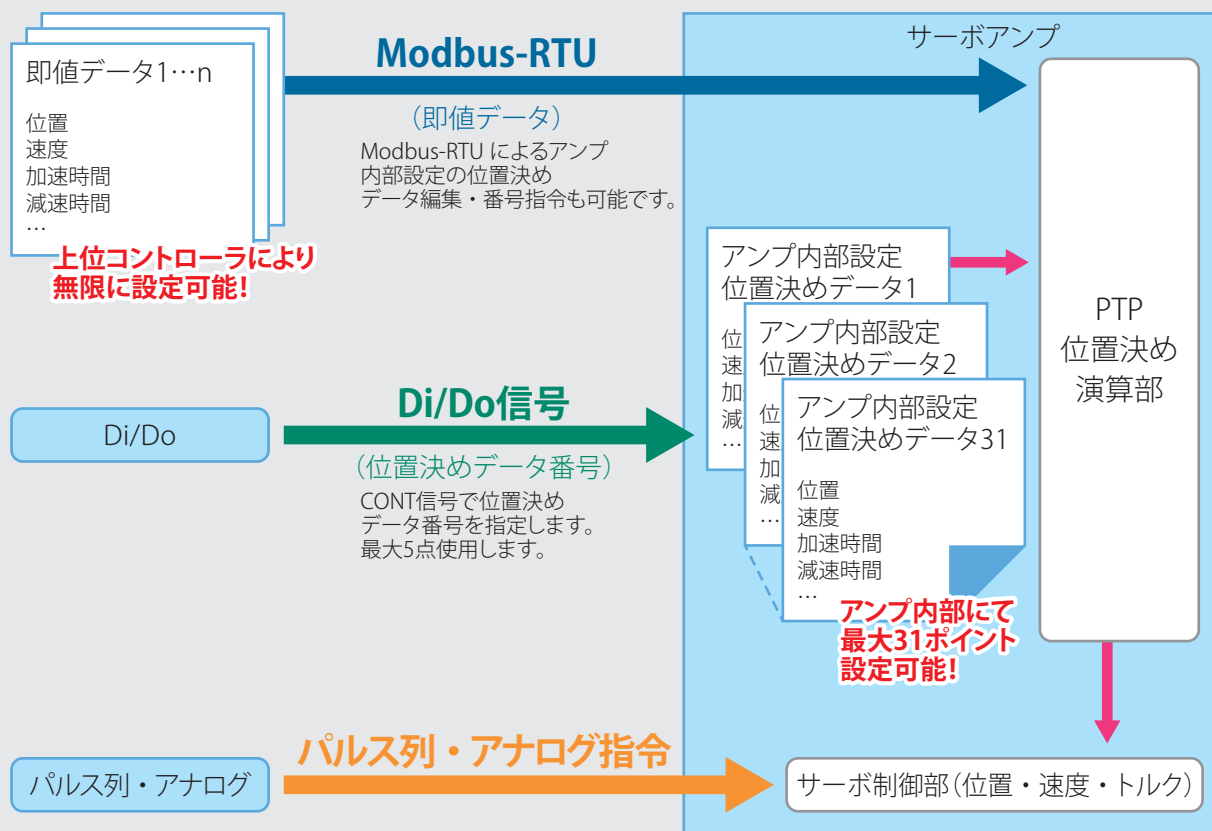 サーボアンプ
即値データ1…n
位置
速度
加速時間
減速時間
…
上位コントローラにより
無限に設定可能!
Modbus-RTU
（即値データ）
Modbus-RTU によるアンプ
内部設定の位置決め
データ編集・番号指令も可能です。
アンプ内部設定
位置決めデータ1
位
速
加
減
…
アンプ内部設定
位置決めデータ2
位
速
加
減
…
アンプ内部設定
位置決めデータ31
位置
速度
加速時間
減速時間
…
アンプ内部にて
最大31ポイント
設定可能!
PTP
位置決め
演算部
Di/Do
Di/Do信号
（位置決めデータ番号）
CONT信号で位置決め
データ番号を指定します。
最大5点使用します。
パルス列・アナログ
パルス列・アナログ指令
サーボ制御部（位置・速度・トルク）